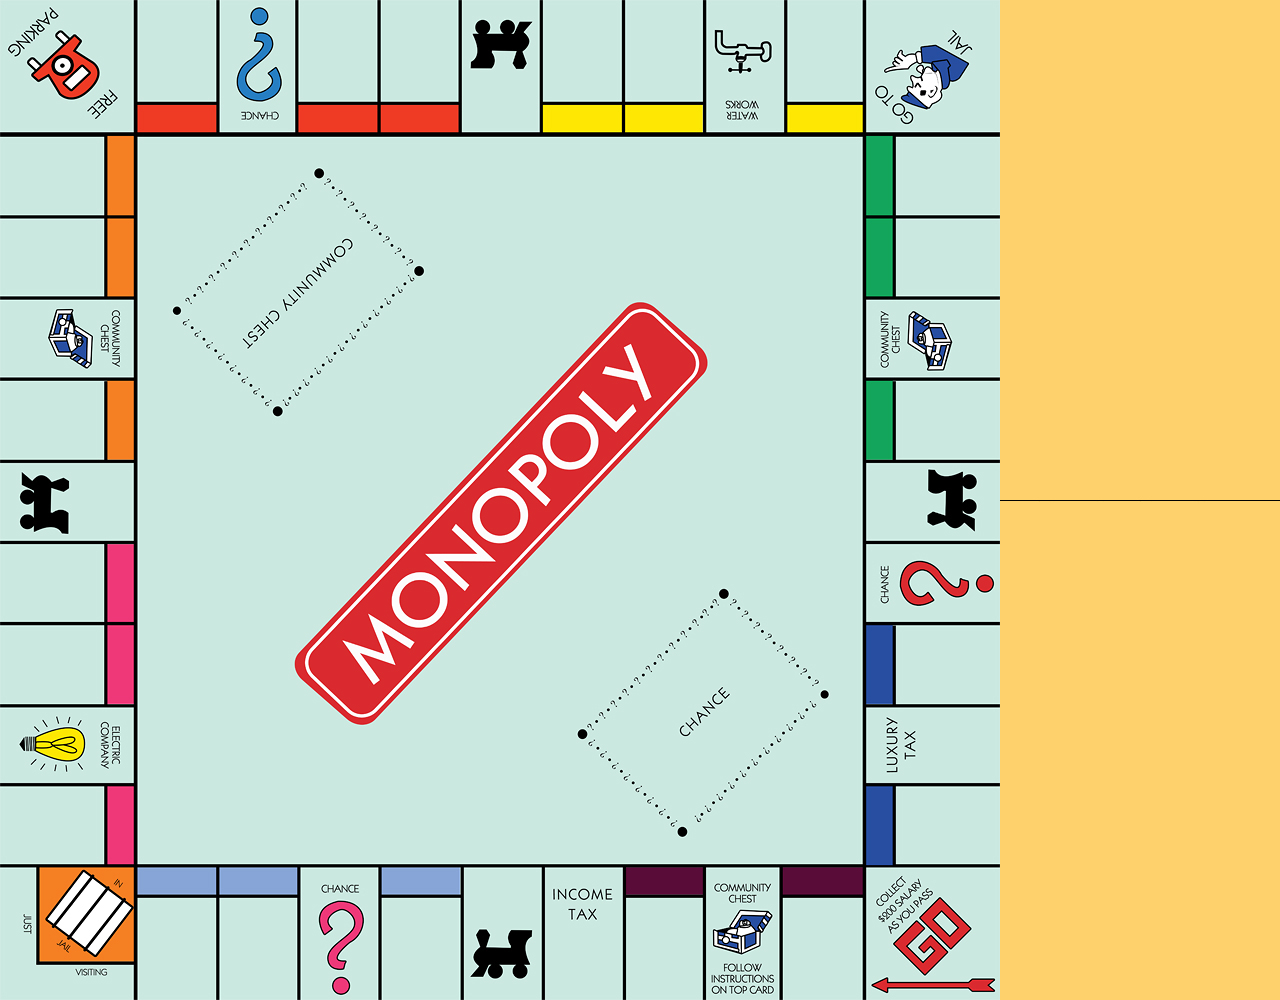 FREE
PARKING
CHANCE
WATER
WORKS
GO TO
JAIL
COMMUNITY CHEST
COMMUNITY
CHEST
COMMUNITY
CHEST
MONOPOLY
CHANCE
CHANCE
ELECTRIC
COMPANY
LUXURY
TAX
IN
JAIL
JUST
VISITING
CHANCE
INCOME
TAX
COMMUNITY
CHEST
FOLLOW
INSTRUCTIONS
ON TOP CARD
COLLECT
$200 SALARY
AS YOU PASS
GO